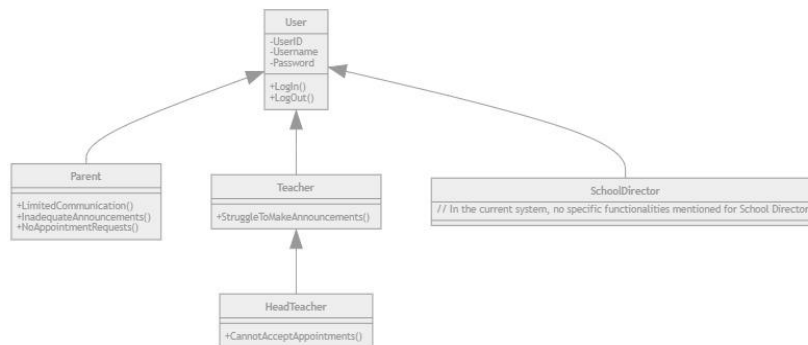 User
-UserID
-Username
-Password
+LogIn()
+LogOut()
Parent
+LimitedCommunication()
+InadequateAnnouncements()
+NoAppointmentRequests()
Teacher
+StruggleToMakeAnnouncements()
SchoolDirector
// In the current system, no specific functionalities mentioned for School Director
HeadTeacher
+CannotAcceptAppointments()